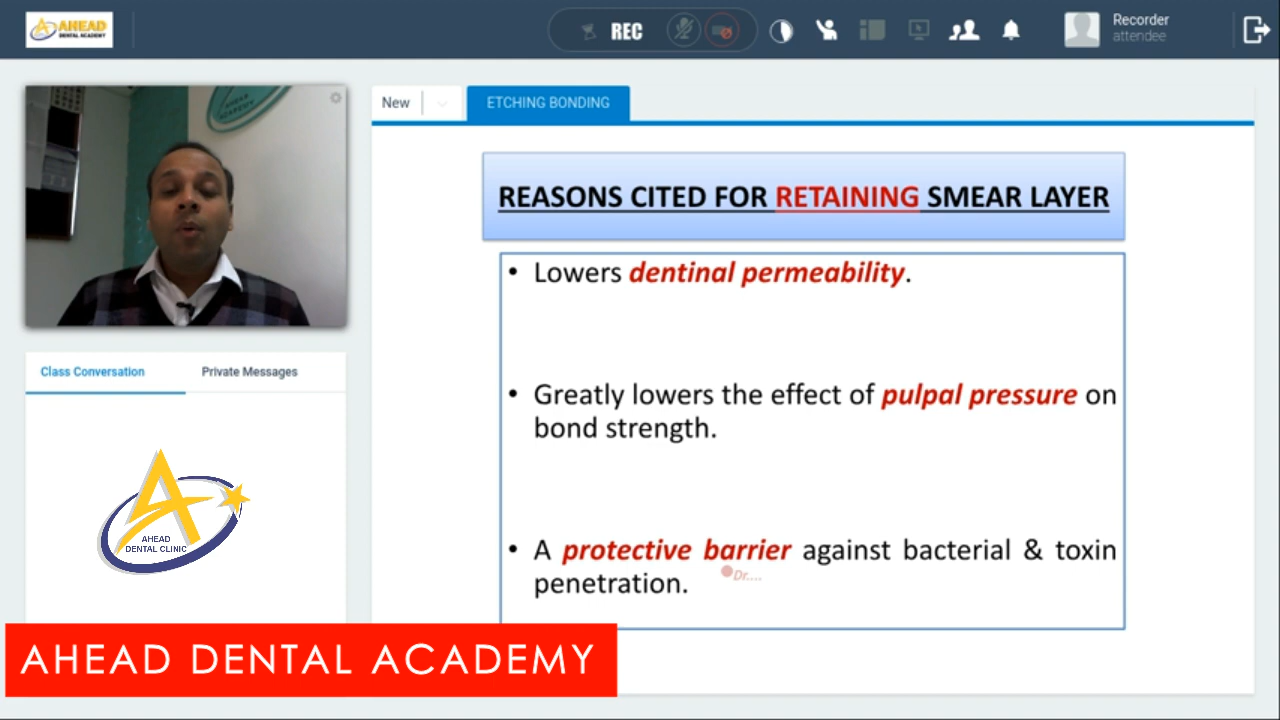 AHEAD
DENTAL ACADEMY
REC
Recorder
attendee
New
ETCHING BONDING
REASONS CITED FOR RETAINING SMEAR LAYER
• Lowers dentinal permeability.
• Greatly lowers the effect of pulpal pressure on
bond strength.
• A protective barrier against bacterial & toxin
penetration.
Dr....
Class Conversation
Private Messages
AHEAD
DENTAL CLINIC
AHEAD DENTAL ACADEMY